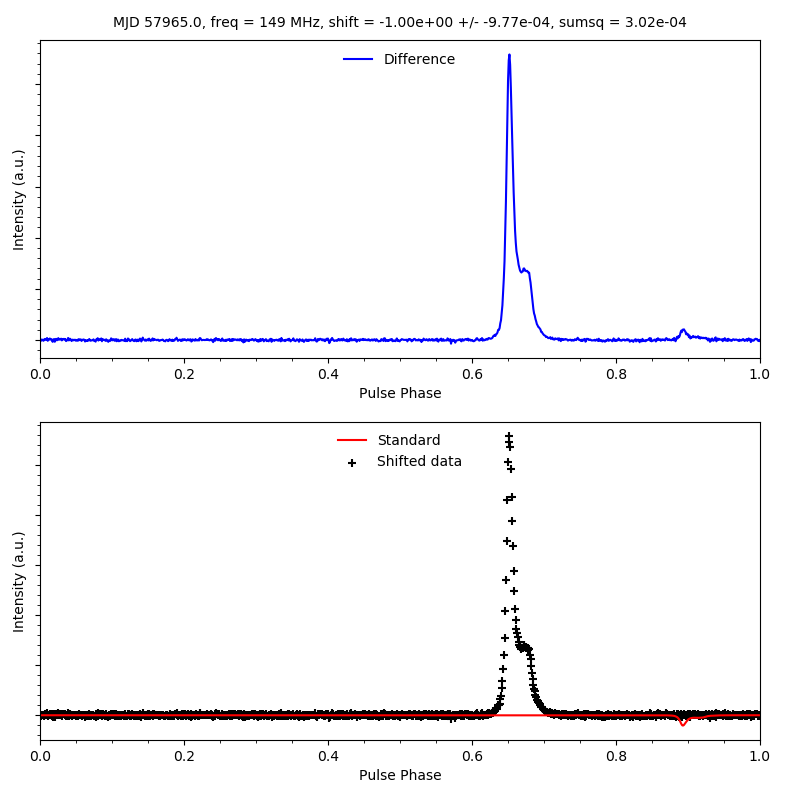 MJD 57965.0, freq = 149 MHz, shift = -1.00e+00 +/- -9.77e-04, sumsq = 3.02e-04
Difference
Intensity (a.u.)
0.0 0.2 0.4 0.6 0.8 1.0
Pulse Phase
Standard
Shifted data
Intensity (a.u.)
0.0 0.2 0.4 0.6 0.8 1.0
Pulse Phase